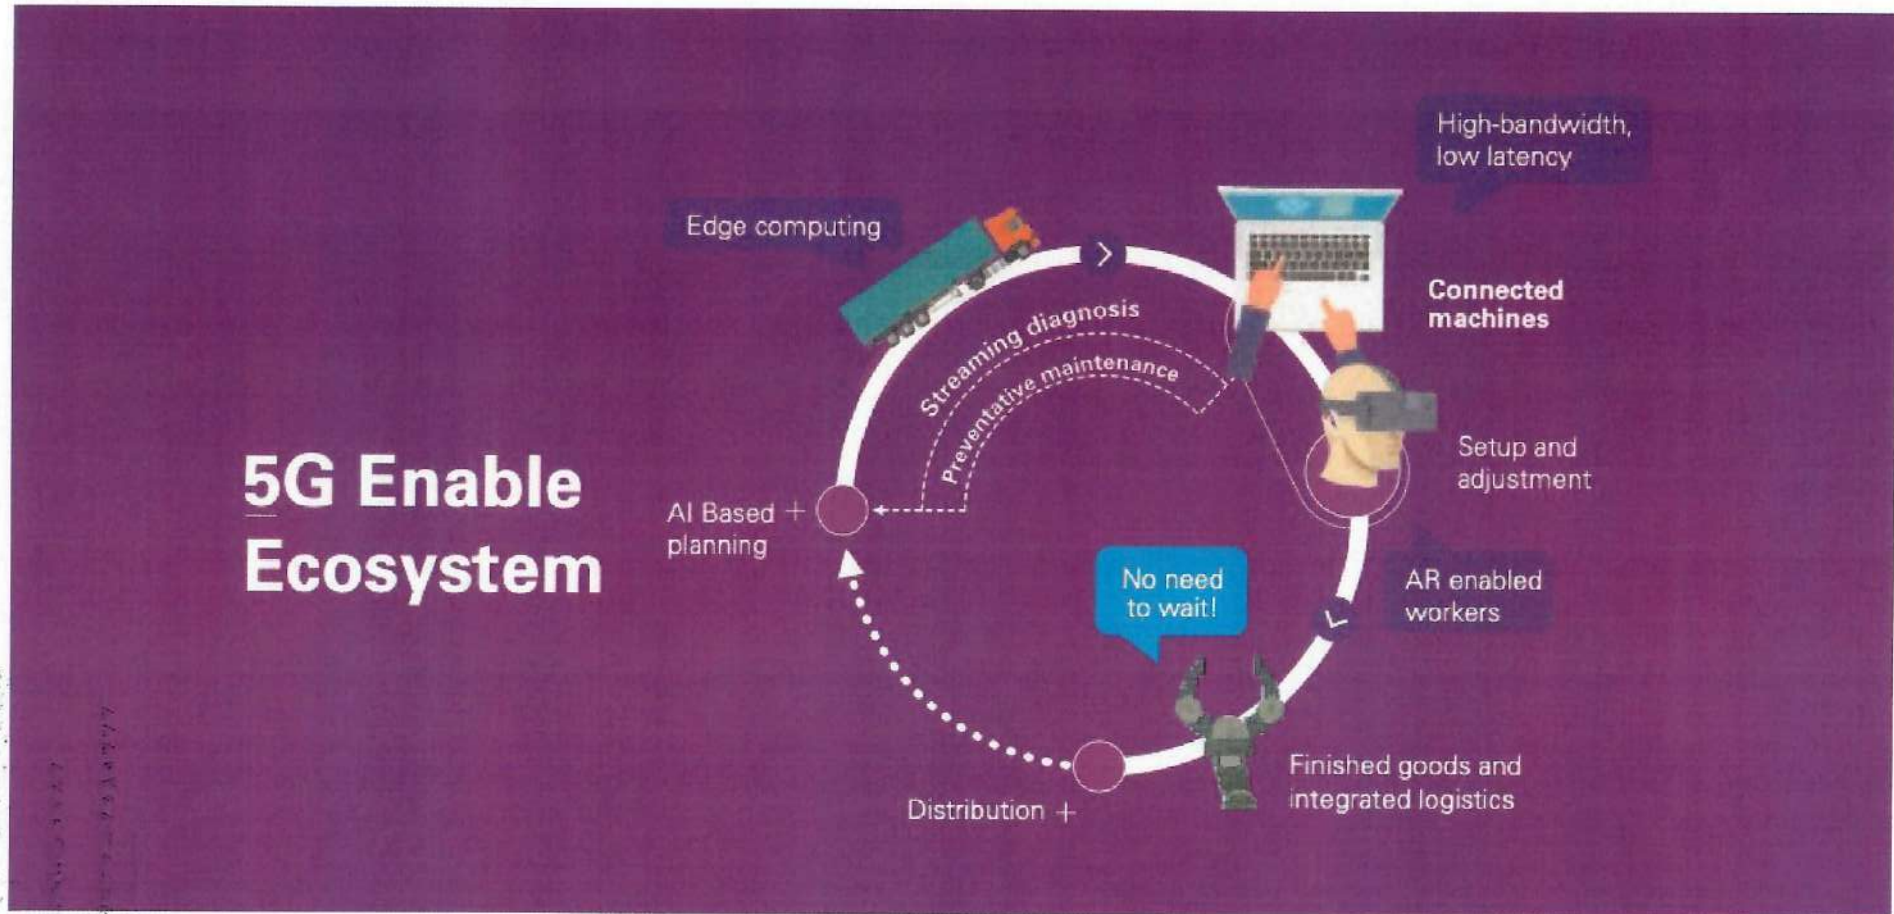 5G Enable
Ecosystem
Edge computing
High-bandwidth,
low latency
Connected
machines
Streaming diagnosis
Preventative maintenance
Setup and
adjustment
AI Based +
planning
No need
to wait!
AR enabled
workers
Finished goods and
integrated logistics
Distribution +